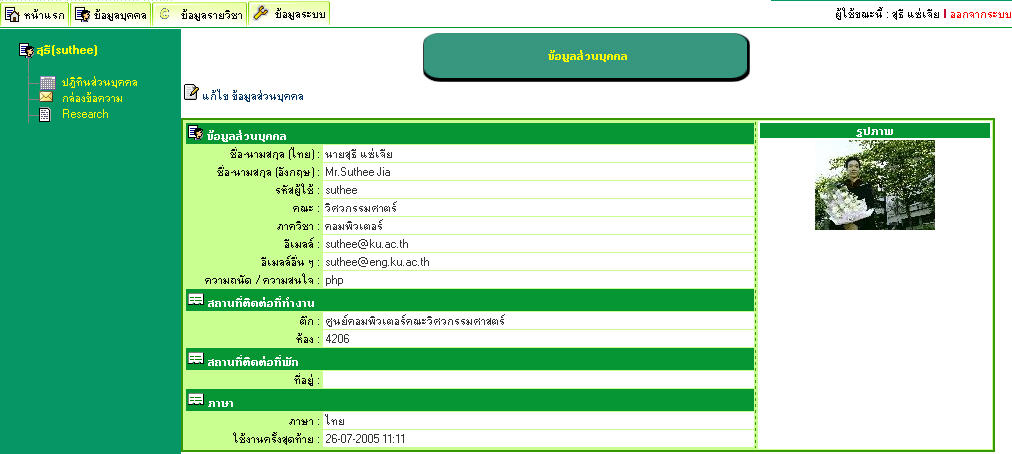 หน้าแรก ข้อมูลบุคคล ข้อมูลรายวิชา ข้อมูลระบบ ผู้ใช้ขณะนี้ : สุธี แซ่เจีย | ออกจากระบบ
สุธี(suthee)
ปฎิทินส่วนบุคคล
กล่องข้อความ
Research
ข้อมูลส่วนบุคคล
แก้ไข ข้อมูลส่วนบุคคล
ข้อมูลส่วนบุคคล
ชื่อ-นามสกุล (ไทย) : นายสุธี แซ่เจีย
ชื่อ-นามสกุล (อังกฤษ) : Mr.Suthee Jia
รหัสผู้ใช้ : suthee
คณะ : วิศวกรรมศาตร์
ภาควิชา : คอมพิวเตอร์
อีเมลล์ : suthee@ku.ac.th
อีเมลล์อื่น ๆ : suthee@eng.ku.ac.th
ความถนัด / ความสนใจ : php
สถานที่ติดต่อที่ทำงาน
ตึก : ศูนย์คอมพิวเตอร์คณะวิศวกรรมศาสตร์
ห้อง : 4206
สถานที่ติดต่อที่พัก
ที่อยู่ :
ภาษา
ภาษา : ไทย
ใช้งานครั้งสุดท้าย : 26-07-2005 11:11
รูปภาพ